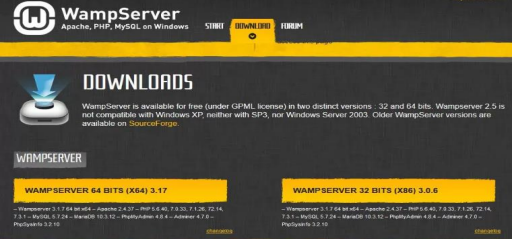 WampServer
Apache, PHP, MySQL on Windows
START DOWNLOAD FORUM
DOWNLOADS
WampServer is available for free (under GPML license) in two distinct versions : 32 and 64 bits. Wampserver 2.5 is
not compatible with Windows XP, neither with SP3, nor Windows Server 2003. Older WampServer versions are
available on SourceForge.
WAMPSERVER
WAMPSERVER 64 BITS (X64) 3.17
WAMPSERVER 32 BITS (X86) 3.0.6
– Wampserver 3.1.7 64 bit x64 – Apache 2.4.37 – PHP 5.6.40, 7.0.33, 7.1.26, 72.14,
7.3.1 – MySQL 5.7.24 – MariaDB 10.3.12 – PhpMyAdmin 4.8.4 – Adminer 4.7.0 –
PhpSysInfo 3.2.10
changelog
– Wampserver 3.1.7 64 bit x64 – Apache 2.4.37 – PHP 5.6.40, 7.0.33, 7.1.26, 72.14,
7.3.1 – MySQL 5.7.24 – MariaDB 10.3.12 – PhpMyAdmin 4.8.4 – Adminer 4.7.0 –
PhpSysInfo 3.2.10
changelog